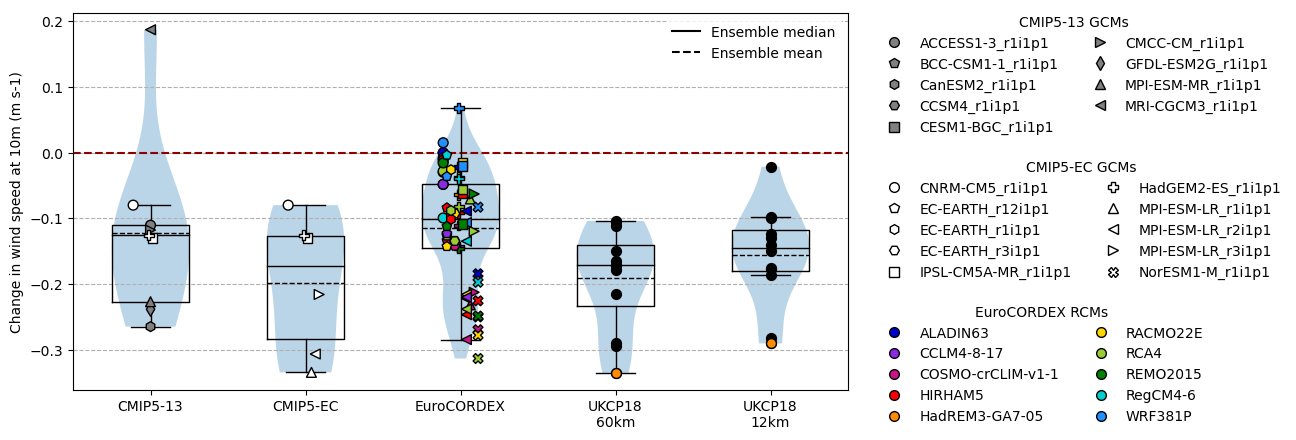 Change in wind speed at 10m (m s-1)
0.2
0.1
0.0
−0.1
−0.2
−0.3
Ensemble median
Ensemble mean
CMIP5-13
CMIP5-EC
EuroCORDEX
UKCP18
60km
UKCP18
12km
CMIP5-13 GCMs
ACCESS1-3_r1i1p1
BCC-CSM1-1_r1i1p1
CanESM2_r1i1p1
CCSM4_r1i1p1
CESM1-BGC_r1i1p1
CMCC-CM_r1i1p1
GFDL-ESM2G_r1i1p1
MPI-ESM-MR_r1i1p1
MRI-CGCM3_r1i1p1
CMIP5-EC GCMs
CNRM-CM5_r1i1p1
EC-EARTH_r12i1p1
EC-EARTH_r1i1p1
EC-EARTH_r3i1p1
IPSL-CM5A-MR_r1i1p1
HadGEM2-ES_r1i1p1
MPI-ESM-LR_r1i1p1
MPI-ESM-LR_r2i1p1
MPI-ESM-LR_r3i1p1
NorESM1-M_r1i1p1
EuroCORDEX RCMs
ALADIN63
CCLM4-8-17
COSMO-crCLIM-v1-1
HIRHAM5
HadREM3-GA7-05
RACMO22E
RCA4
REMO2015
RegCM4-6
WRF381P